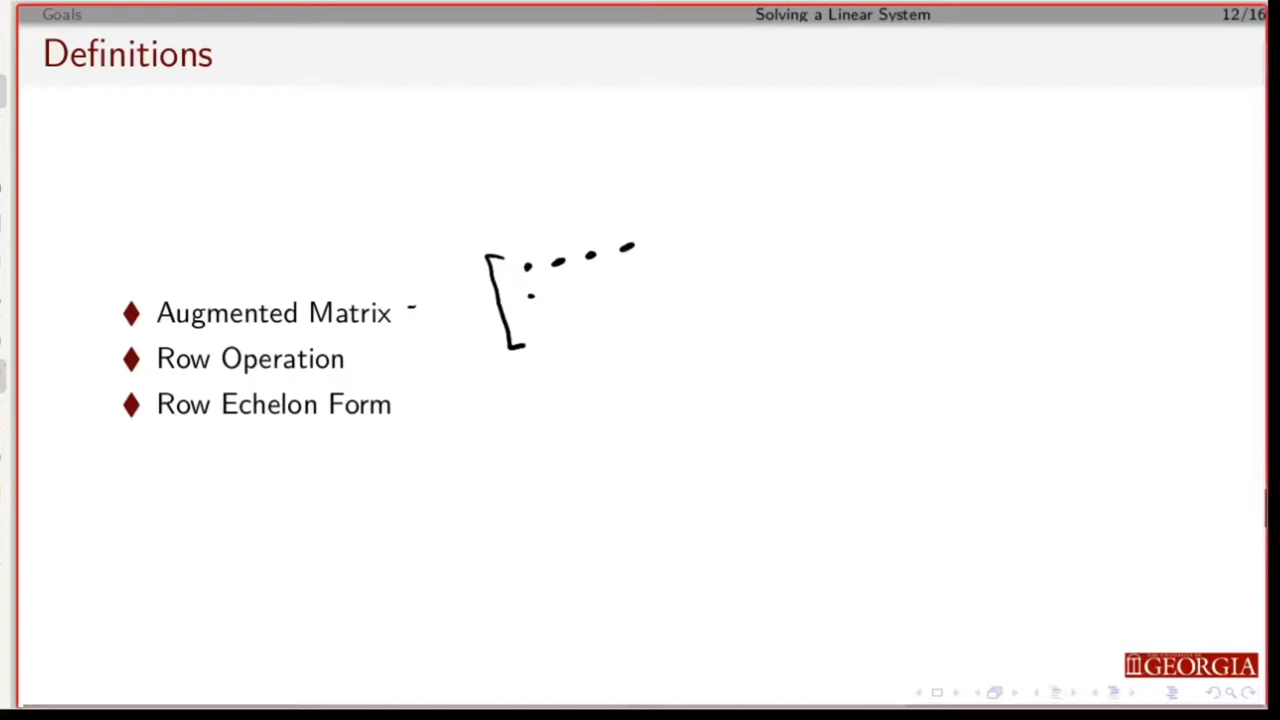 Goals Solving a Linear System 12/16
Definitions
Augmented Matrix -
Row Operation
Row Echelon Form
GEORGIA